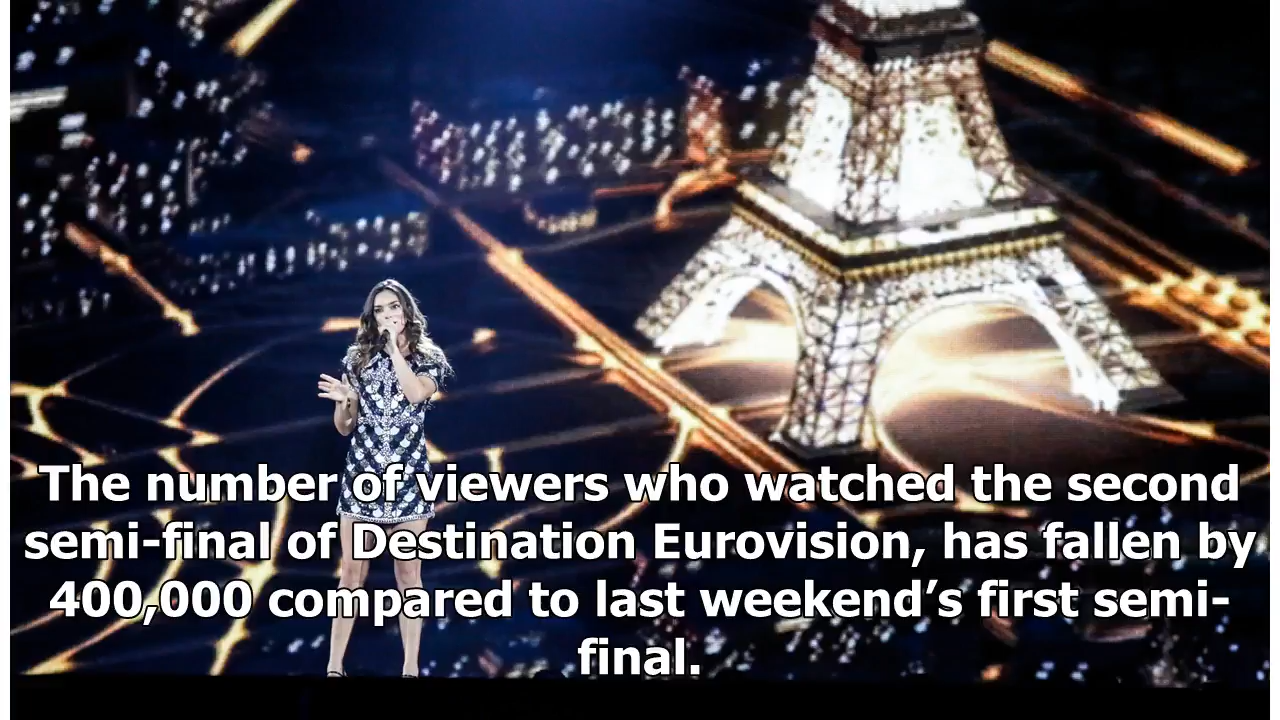 The number of viewers who watched the second
semi-final of Destination Eurovision, has fallen by
400,000 compared to last weekend’s first semi-
final.